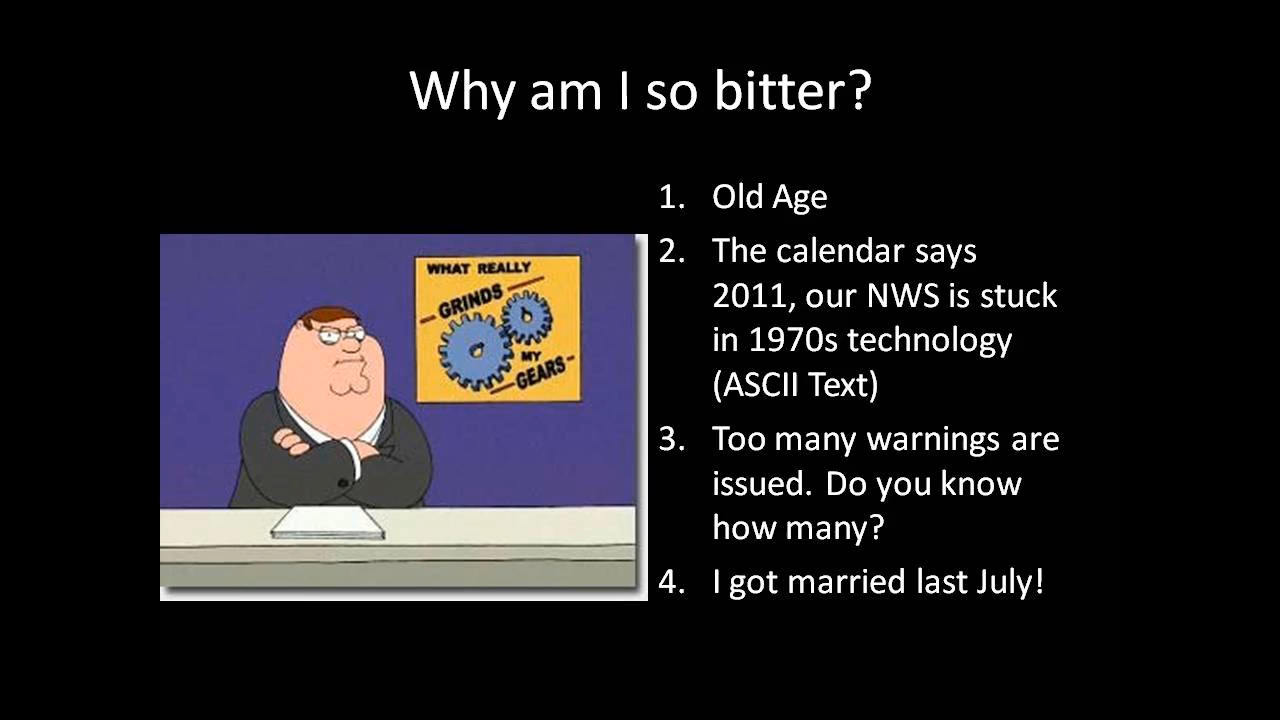 Why am I so bitter?
WHAT REALLY
GRINDS
MY
GEARS
1. Old Age
2. The calendar says
2011, our NWS is stuck
in 1970s technology
(ASCII Text)
3. Too many warnings are
issued. Do you know
how many?
4. I got married last July!